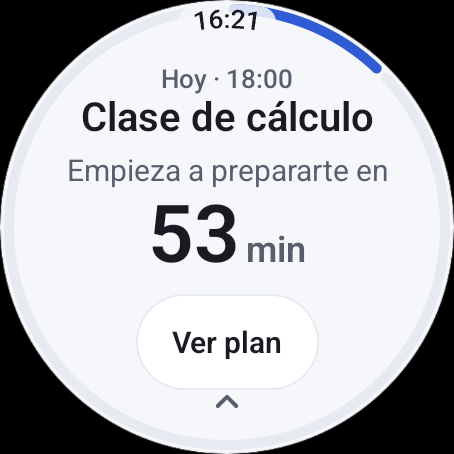 16:21
Hoy · 18:00
Clase de cálculo
Empieza a prepararte en
53 min
Ver plan